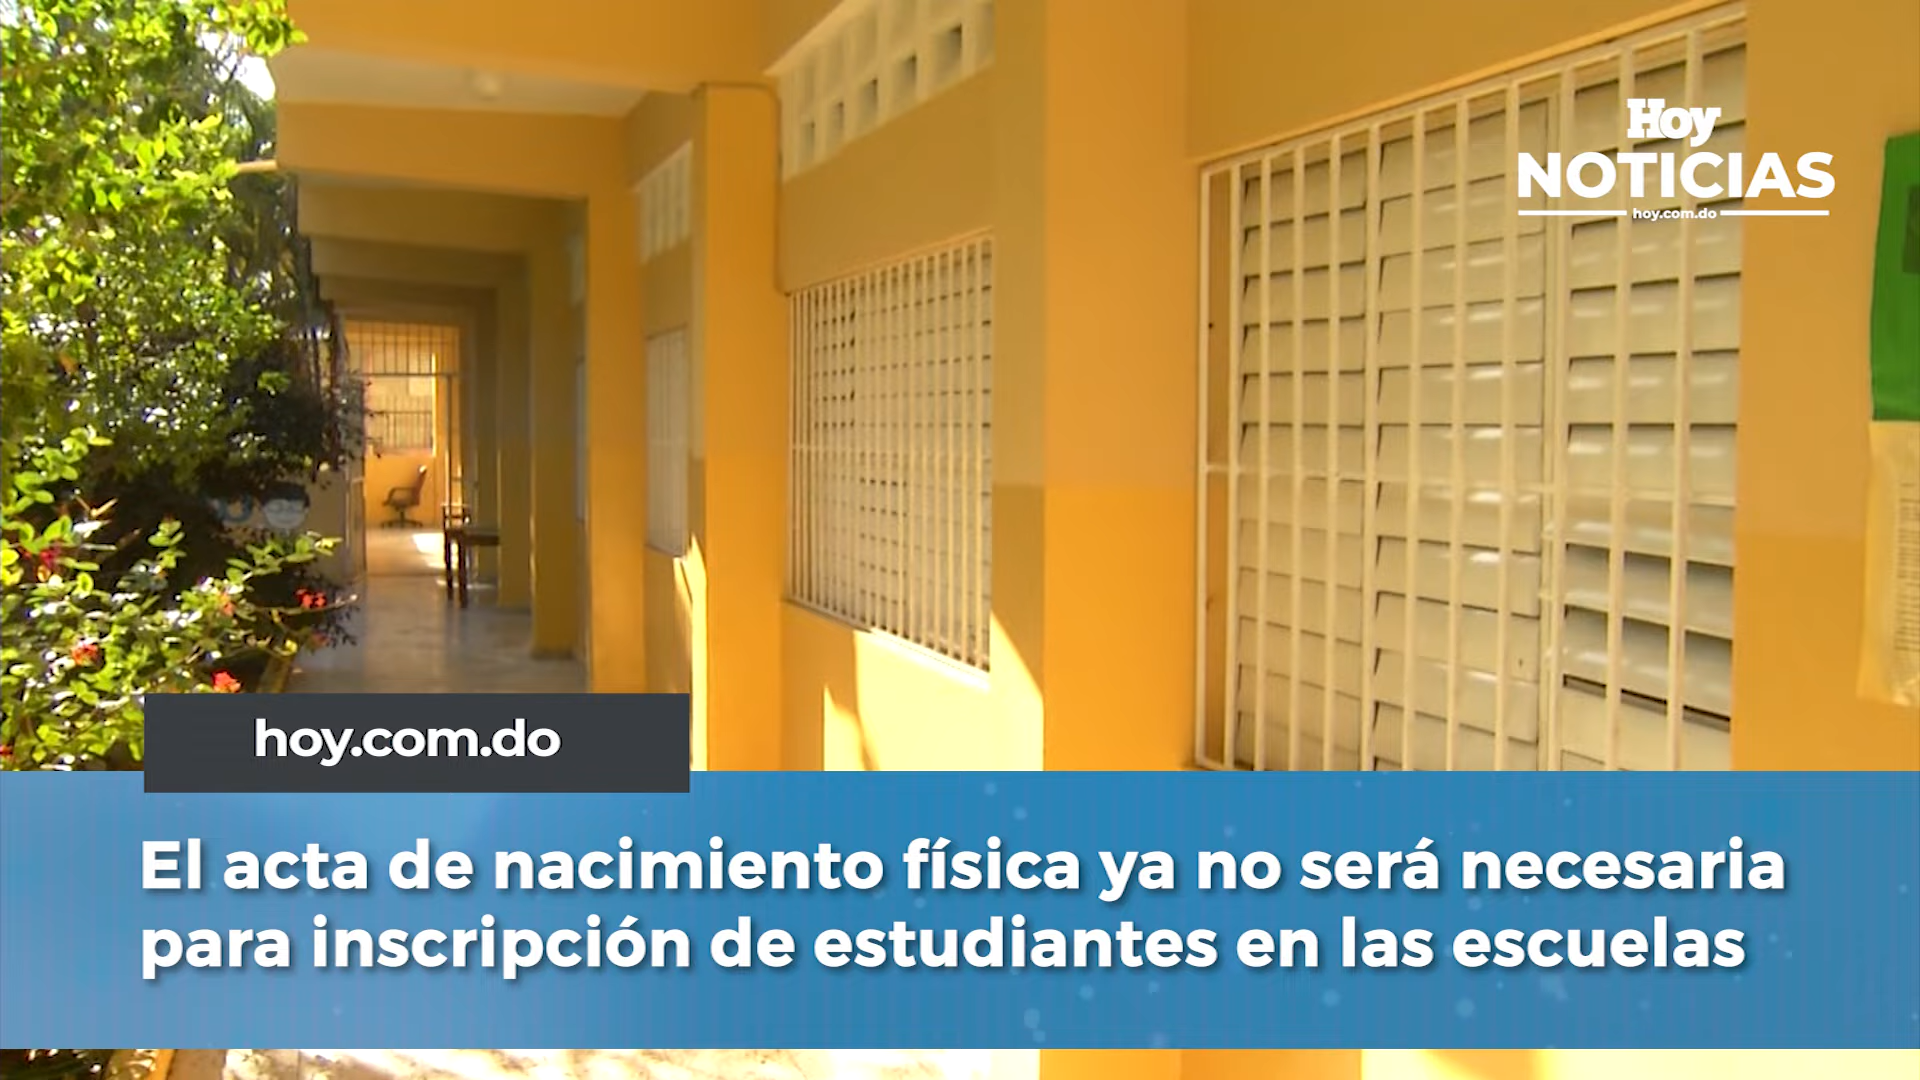 Hoy
NOTICIAS
hoy.com.do
hoy.com.do
El acta de nacimiento física ya no será necesaria
para inscripción de estudiantes en las escuelas